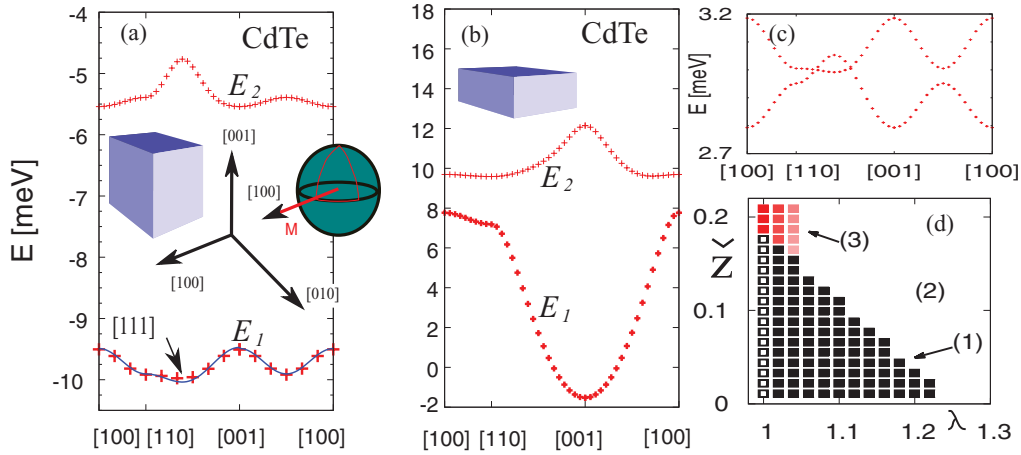 (a) CdTe
E2
[001]
[100]
M
[100]
[010]
[111]
E1
E [meV]
-4
-5
-6
-7
-8
-9
-10
[100] [110] [001] [100]
(b) CdTe
E2
E1
18
16
14
12
10
8
6
4
2
0
-2
[100] [110] [001] [100]
(c)
E [meV]
3.2
2.7
[100] [110] [001] [100]
(d)
(3)
(2)
(1)
Z <
0.2
0.1
0
1 1.1 1.2 λ 1.3